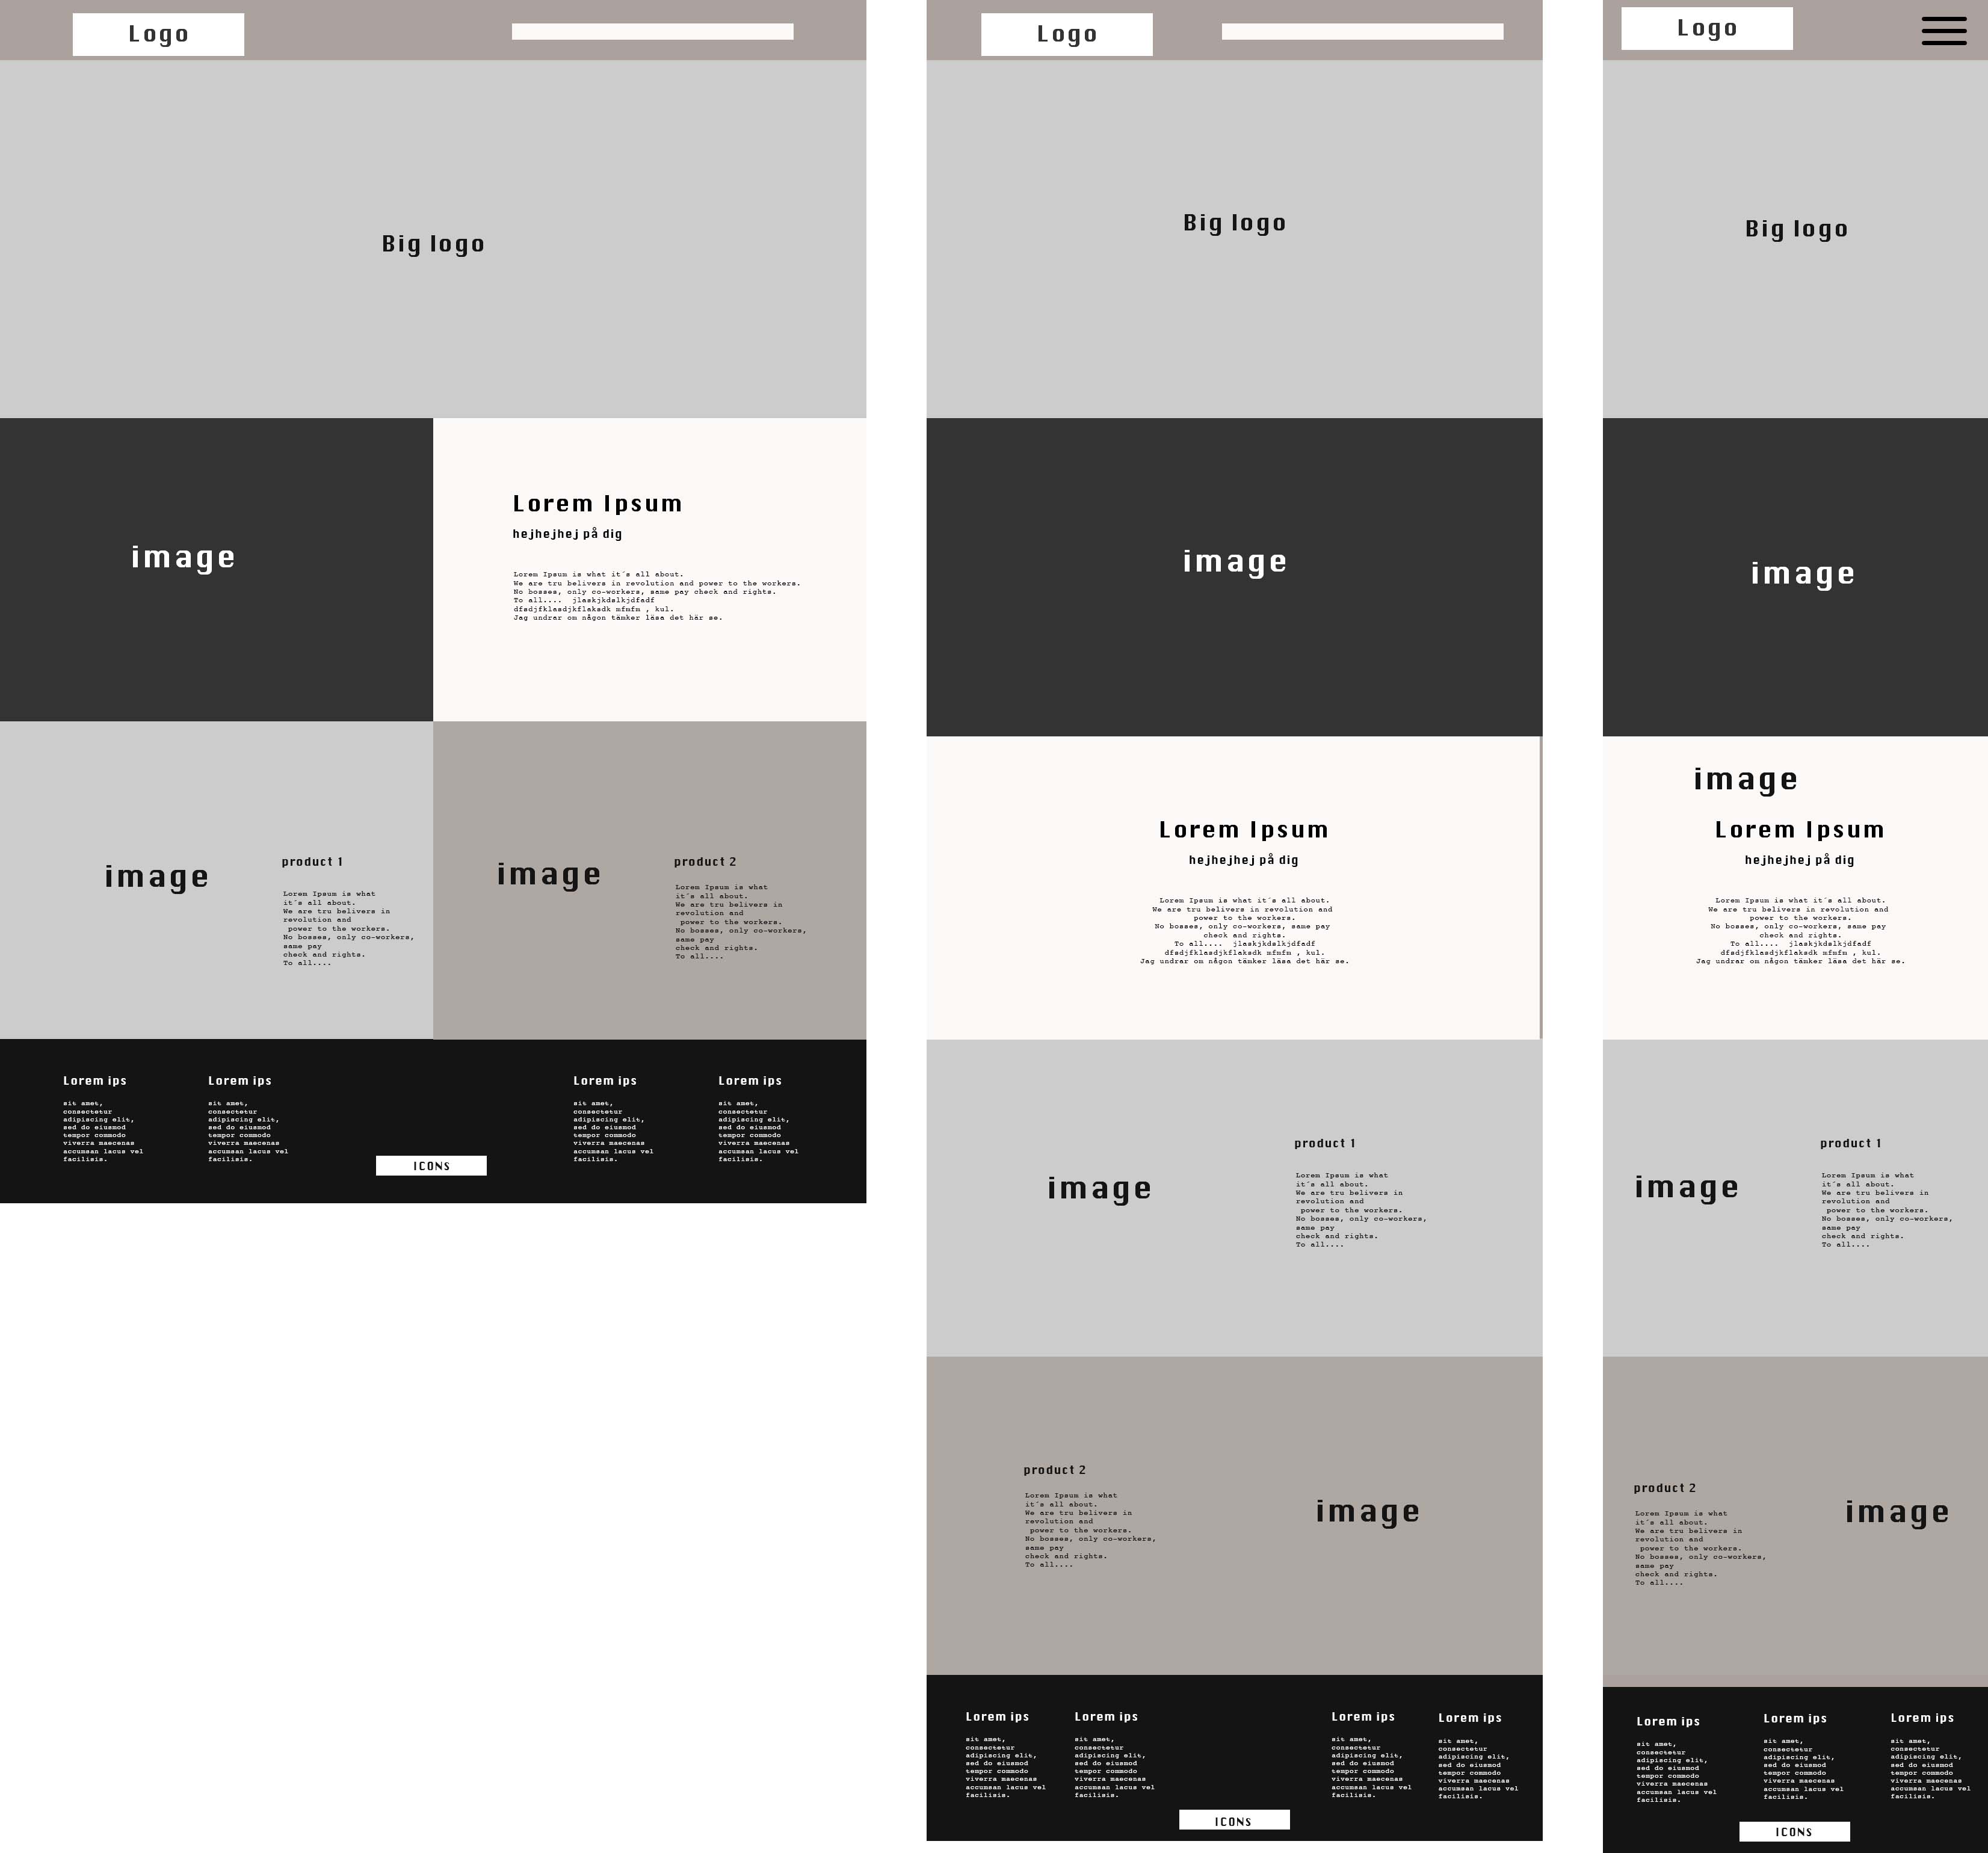 Logo
Big logo
image
Lorem Ipsum
hejhejhej på dig
Lorem Ipsum is what it´s all about.
We are tru belivers in revolution and power to the workers.
No bosses, only co-workers, same pay check and rights.
To all.... jlaskjkdslkjdfadf
dfsdjfklasdjkflaksdk mfmfm , kul.
Jag undrar om någon tämker läsa det här se.
image
product 1
Lorem Ipsum is what
it´s all about.
We are tru belivers in
revolution and
power to the workers.
No bosses, only co-workers,
same pay
check and rights.
To all....
image
product 2
Lorem Ipsum is what
it´s all about.
We are tru belivers in
revolution and
power to the workers.
No bosses, only co-workers,
same pay
check and rights.
To all....
Lorem ips
sit amet,
consectetur
adipiscing elit,
sed do eiusmod
tempor commodo
viverra maecenas
accumsan lacus vel
facilisis.
Lorem ips
sit amet,
consectetur
adipiscing elit,
sed do eiusmod
tempor commodo
viverra maecenas
accumsan lacus vel
facilisis.
ICONS
Lorem ips
sit amet,
consectetur
adipiscing elit,
sed do eiusmod
tempor commodo
viverra maecenas
accumsan lacus vel
facilisis.
Lorem ips
sit amet,
consectetur
adipiscing elit,
sed do eiusmod
tempor commodo
viverra maecenas
accumsan lacus vel
facilisis.
Logo
Big logo
image
Lorem Ipsum
hejhejhej på dig
Lorem Ipsum is what it´s all about.
We are tru belivers in revolution and
power to the workers.
No bosses, only co-workers, same pay
check and rights.
To all.... jlaskjkdslkjdfadf
dfsdjfklasdjkflaksdk mfmfm , kul.
Jag undrar om någon tämker läsa det här se.
image
product 1
Lorem Ipsum is what
it´s all about.
We are tru belivers in
revolution and
power to the workers.
No bosses, only co-workers,
same pay
check and rights.
To all....
product 2
Lorem Ipsum is what
it´s all about.
We are tru belivers in
revolution and
power to the workers.
No bosses, only co-workers,
same pay
check and rights.
To all....
image
Lorem ips
sit amet,
consectetur
adipiscing elit,
sed do eiusmod
tempor commodo
viverra maecenas
accumsan lacus vel
facilisis.
Lorem ips
sit amet,
consectetur
adipiscing elit,
sed do eiusmod
tempor commodo
viverra maecenas
accumsan lacus vel
facilisis.
ICONS
Lorem ips
sit amet,
consectetur
adipiscing elit,
sed do eiusmod
tempor commodo
viverra maecenas
accumsan lacus vel
facilisis.
Lorem ips
sit amet,
consectetur
adipiscing elit,
sed do eiusmod
tempor commodo
viverra maecenas
accumsan lacus vel
facilisis.
Logo
Big logo
image
image
Lorem Ipsum
hejhejhej på dig
Lorem Ipsum is what it´s all about.
We are tru belivers in revolution and
power to the workers.
No bosses, only co-workers, same pay
check and rights.
To all.... jlaskjkdslkjdfadf
dfsdjfklasdjkflaksdk mfmfm , kul.
Jag undrar om någon tämker läsa det här se.
image
product 1
Lorem Ipsum is what
it´s all about.
We are tru belivers in
revolution and
power to the workers.
No bosses, only co-workers,
same pay
check and rights.
To all....
product 2
Lorem Ipsum is what
it´s all about.
We are tru belivers in
revolution and
power to the workers.
No bosses, only co-workers,
same pay
check and rights.
To all....
image
Lorem ips
sit amet,
consectetur
adipiscing elit,
sed do eiusmod
tempor commodo
viverra maecenas
accumsan lacus vel
facilisis.
Lorem ips
sit amet,
consectetur
adipiscing elit,
sed do eiusmod
tempor commodo
viverra maecenas
accumsan lacus vel
facilisis.
Lorem ips
sit amet,
consectetur
adipiscing elit,
sed do eiusmod
tempor commodo
viverra maecenas
accumsan lacus vel
facilisis.
ICONS